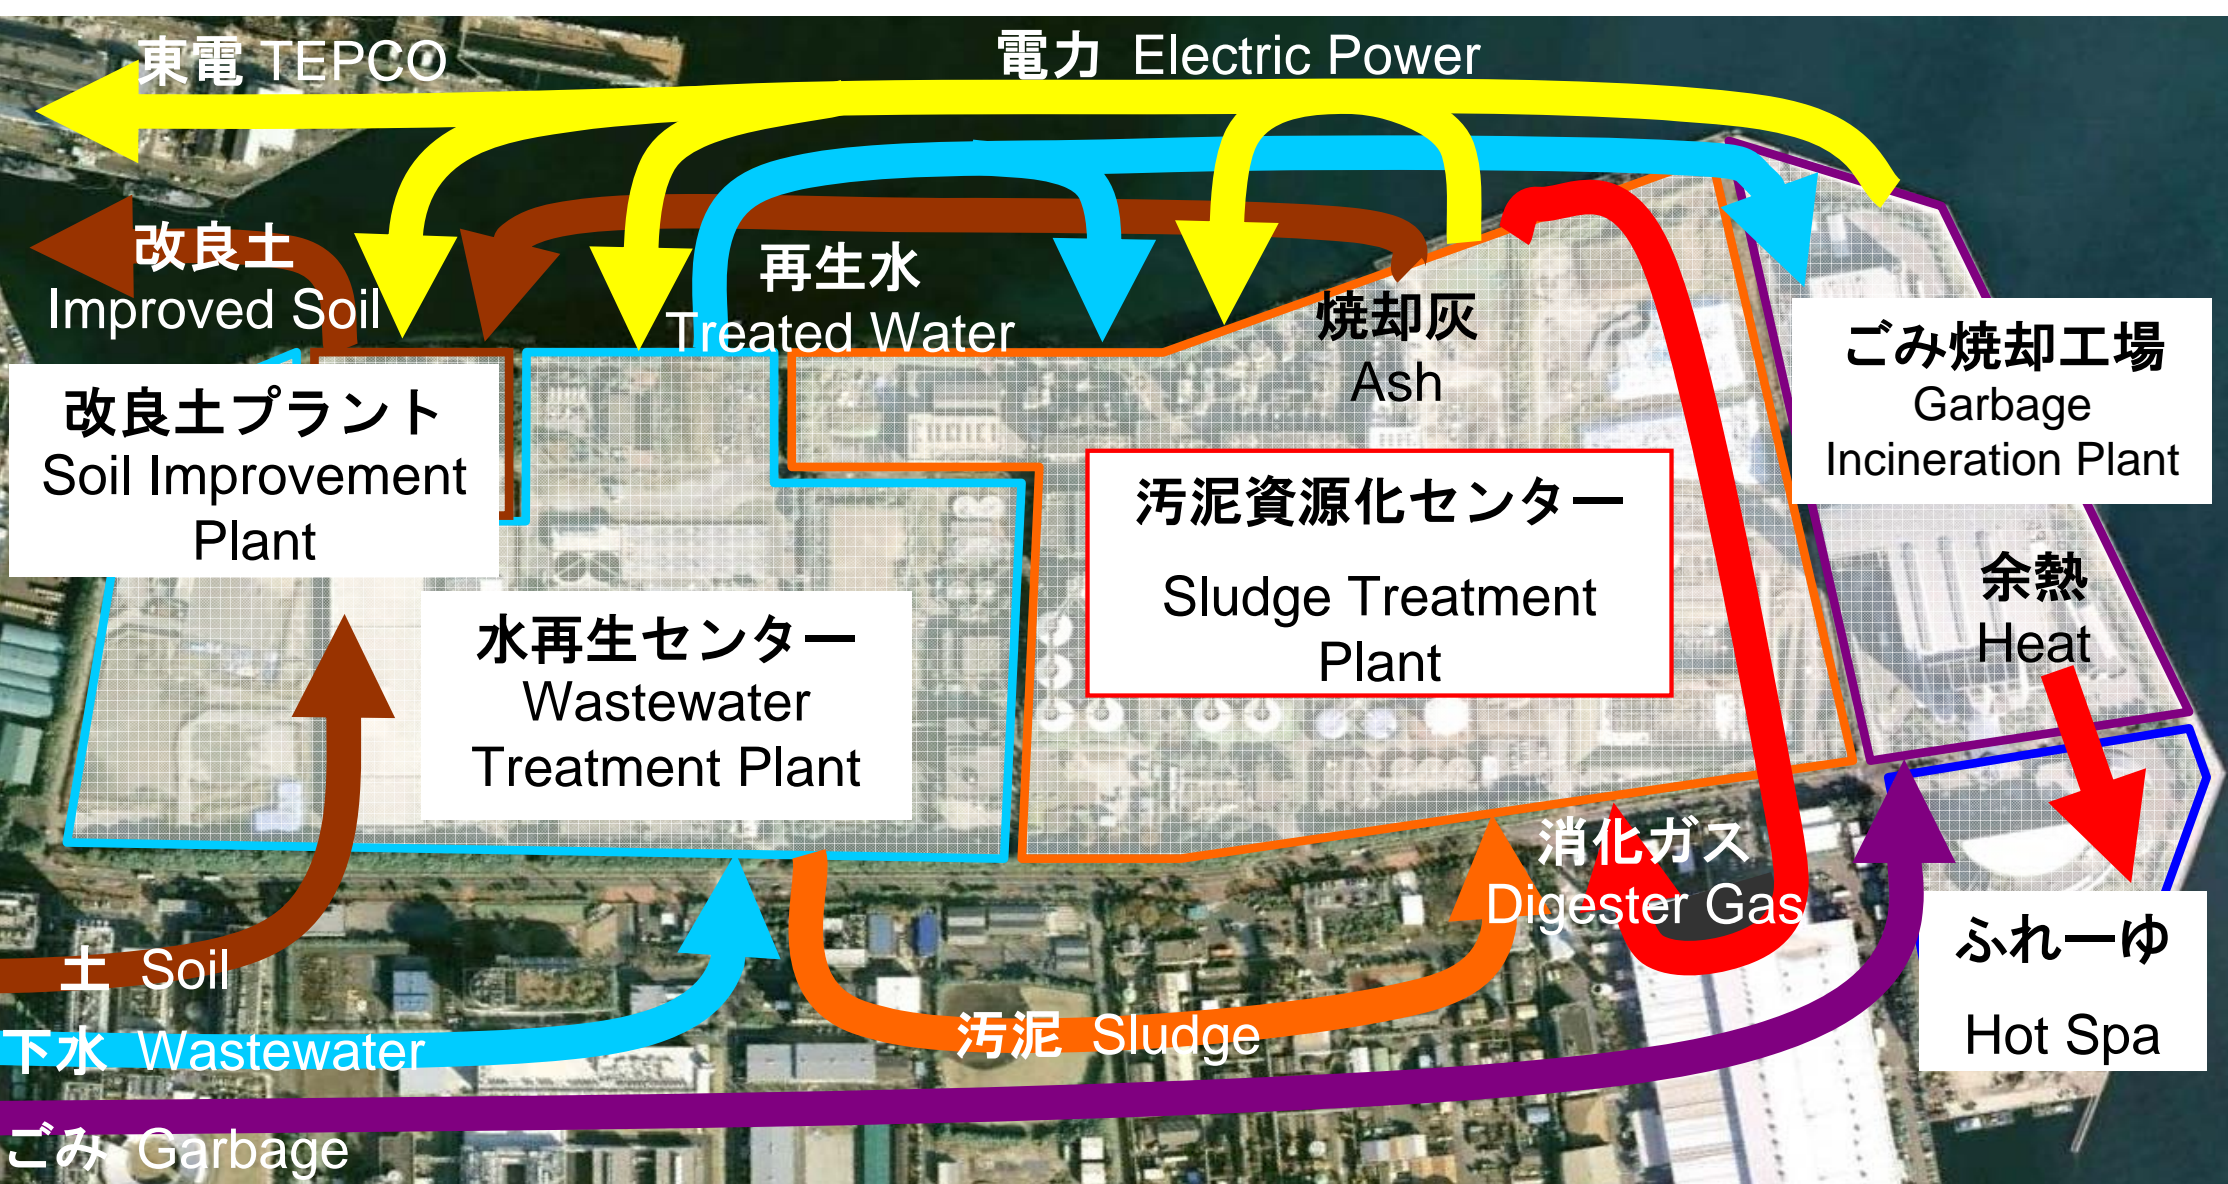 東電 TEPCO
電力 Electric Power
改良土
Improved Soil
再生水
Treated Water
焼却灰
Ash
ごみ焼却工場
Garbage
Incineration Plant
改良土プラント
Soil Improvement
Plant
汚泥資源化センター
Sludge Treatment
Plant
余熱
Heat
水再生センター
Wastewater
Treatment Plant
消化ガス
Digester Gas
ふれーゆ
Hot Spa
土 Soil
下水 Wastewater
汚泥 Sludge
ごみ Garbage